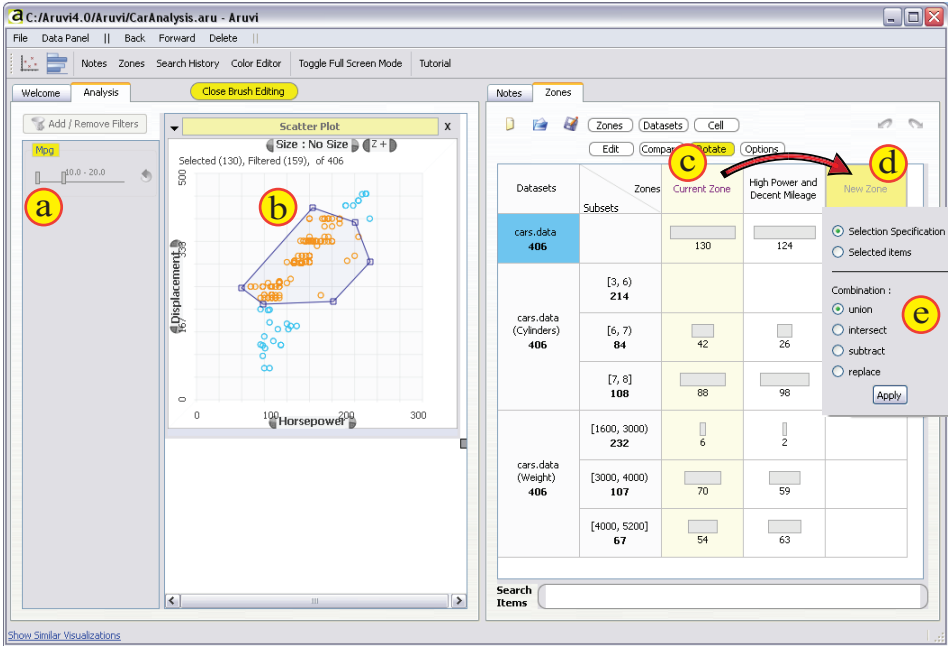 a C:/Aruvi4.0/Aruvi/CarAnalysis.aru - Aruvi
File Data Panel || Back Forward Delete ||
Notes Zones Search History Color Editor Toggle Full Screen Mode Tutorial
Welcome Analysis
Close Brush Editing
Add / Remove Filters
Mpg
10.0 - 20.0
a
Scatter Plot X
Size : No Size Z +
Selected (130), Filtered (159), of 406
b
500
333
167
0
Displacement
0 100 200 300
Horsepower
Notes Zones
Zones Datasets Cell
Edit Compar Rotate Options
c
d
Datasets Zones Current Zone High Power and New Zone
Subsets Decent Mileage
cars.data
406 130 124
cars.data
(Cylinders)
406
[3, 6)
214
[6, 7)
84 42 26
[7, 8]
108 88 98
cars.data
(Weight)
406
[1600, 3000)
232 6 2
[3000, 4000)
107 70 59
[4000, 5200]
67 54 63
Selection Specification
Selected items
Combination :
union
intersect
subtract
replace
e
Apply
Search
Items
Show Similar Visualizations